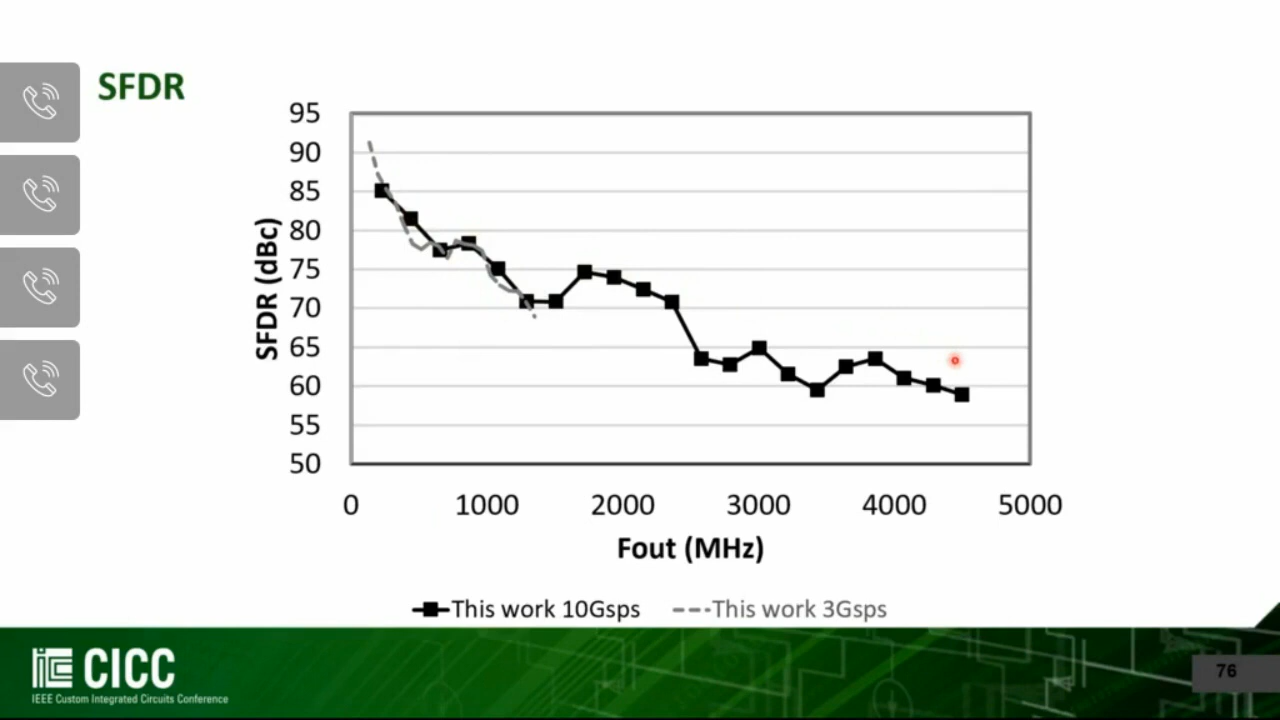 SFDR
95
90
85
80
75
70
65
60
55
50
SFDR (dBc)
0 1000 2000 3000 4000 5000
Fout (MHz)
This work 10Gsps This work 3Gsps
CICC
IEEE Custom Integrated Circuits Conference
76